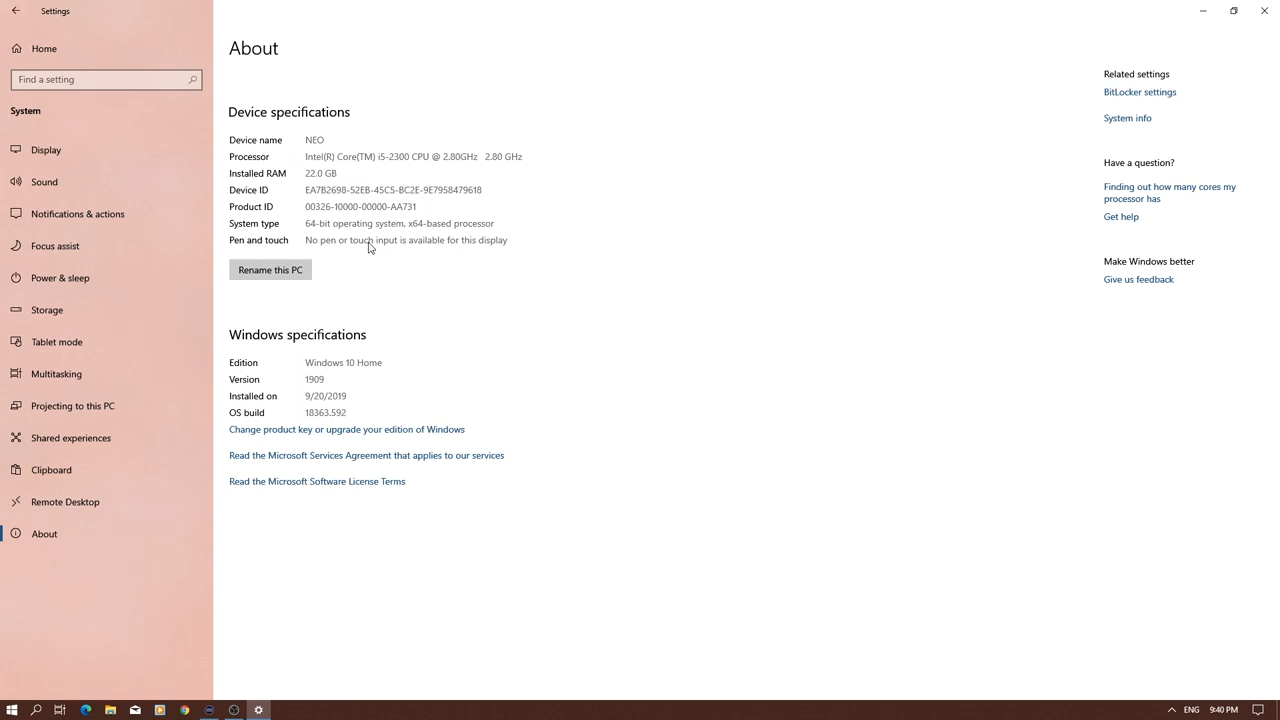 Settings
Home
Find a setting
System
Display
Sound
Notifications & actions
Focus assist
Power & sleep
Storage
Tablet mode
Multitasking
Projecting to this PC
Shared experiences
Clipboard
Remote Desktop
About
About
Device specifications
Device name NEO
Processor Intel(R) Core(TM) i5-2300 CPU @ 2.80GHz 2.80 GHz
Installed RAM 22.0 GB
Device ID EA7B2698-52EB-45C5-BC2E-9E7958479618
Product ID 00326-10000-00000-AA731
System type 64-bit operating system, x64-based processor
Pen and touch No pen or touch input is available for this display
Rename this PC
Windows specifications
Edition Windows 10 Home
Version 1909
Installed on 9/20/2019
OS build 18363.592
Change product key or upgrade your edition of Windows
Read the Microsoft Services Agreement that applies to our services
Read the Microsoft Software License Terms
Related settings
BitLocker settings
System info
Have a question?
Finding out how many cores my
processor has
Get help
Make Windows better
Give us feedback
ENG 9:40 PM